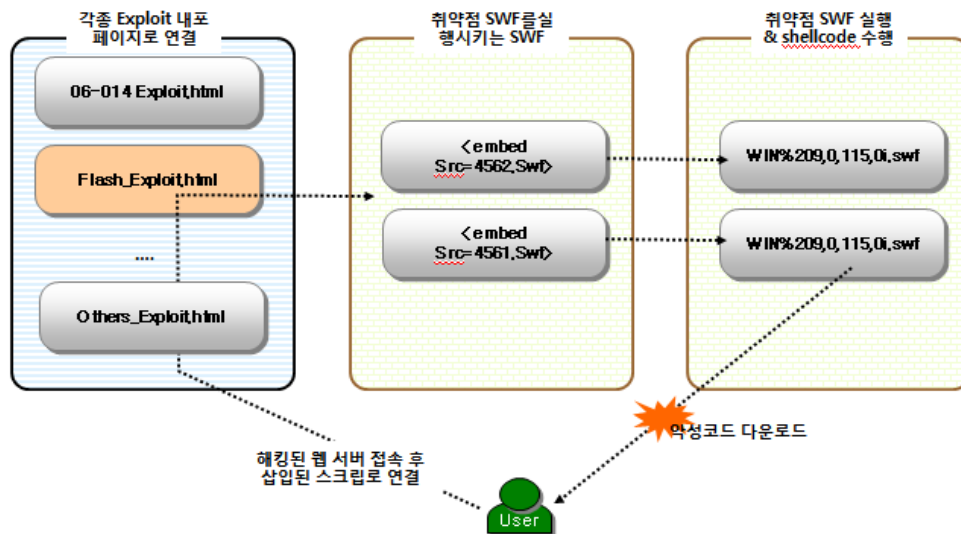 각종 Exploit 내포
페이지로 연결
06-014 Exploit,html
Flash_Exploit,html
....
Others_Exploit,html
취약점 SWF를실
행시키는 SWF
<embed
Src=4562,Swf>
<embed
Src=4561,Swf>
취약점 SWF 실행
& shellcode 수행
WIN%209,0,115,0i,swf
WIN%209,0,115,0i,swf
악성코드 다운로드
해킹된 웹 서버 접속 후
삽입된 스크립로 연결
User